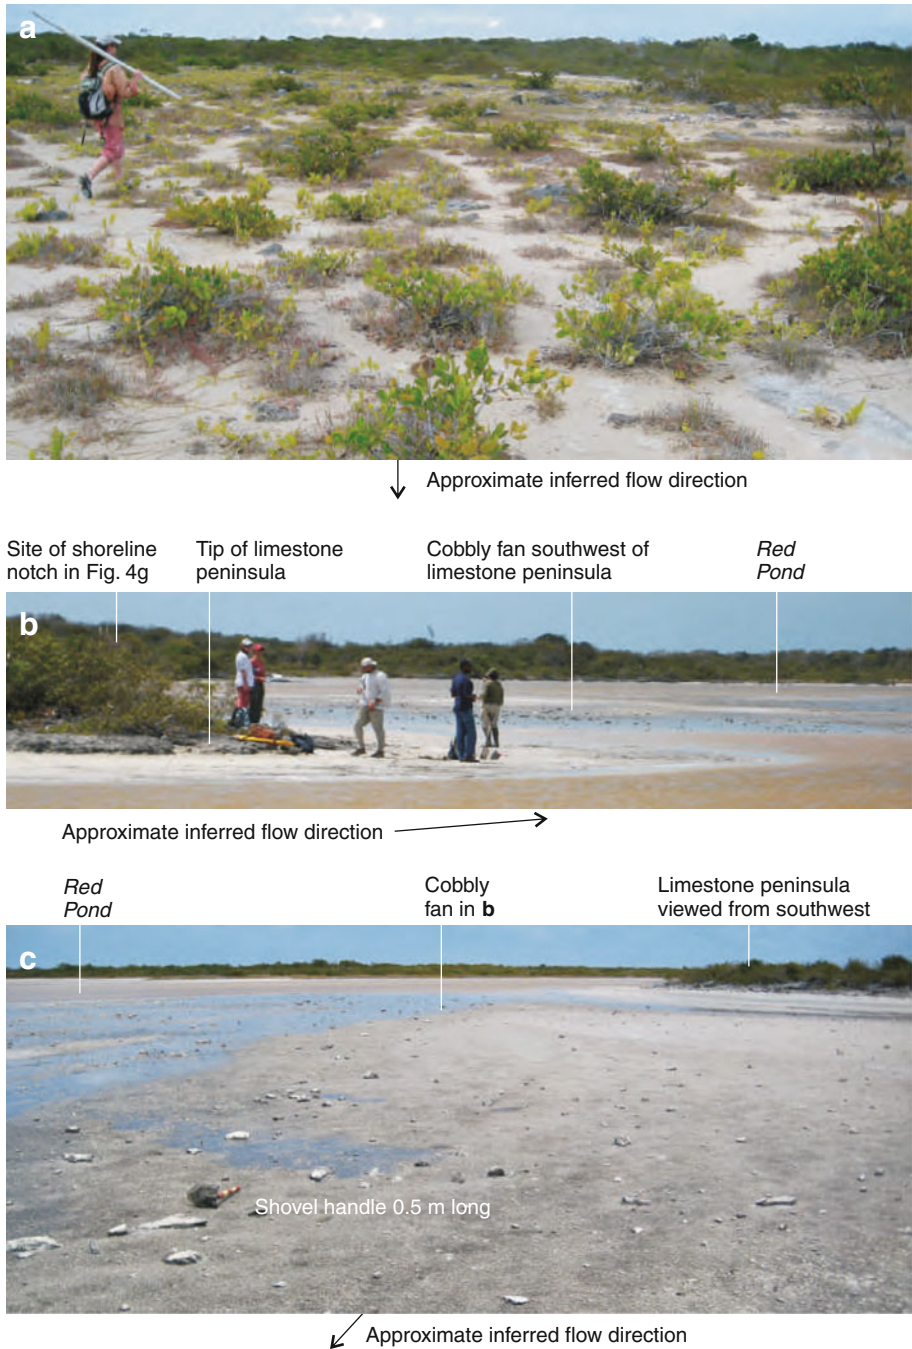 a
Approximate inferred flow direction
Site of shoreline
notch in Fig. 4g
Tip of limestone
peninsula
Cobbly fan southwest of
limestone peninsula
Red
Pond
b
Approximate inferred flow direction
Red
Pond
Cobbly
fan in b
Limestone peninsula
viewed from southwest
c
Shovel handle 0.5 m long
Approximate inferred flow direction